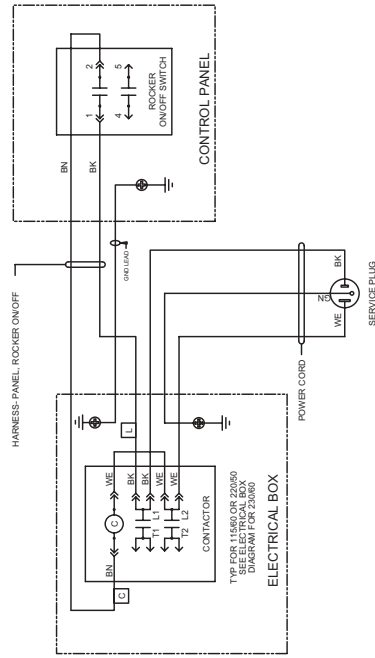 HARNESS- PANEL, ROCKER ON/OFF
BN
BK
1
2
4
5
ROCKER
ON/OFF SWITCH
CONTROL PANEL
GND LEAD
L
C
BN
C
WE
BK
BK
WE
WE
T1
L1
T2
L2
CONTACTOR
TYP FOR 115/60 OR 220/50
SEE ELECTRICAL BOX
DIAGRAM FOR 230/60
ELECTRICAL BOX
POWER CORD
WE
GN
BK
SERVICE PLUG